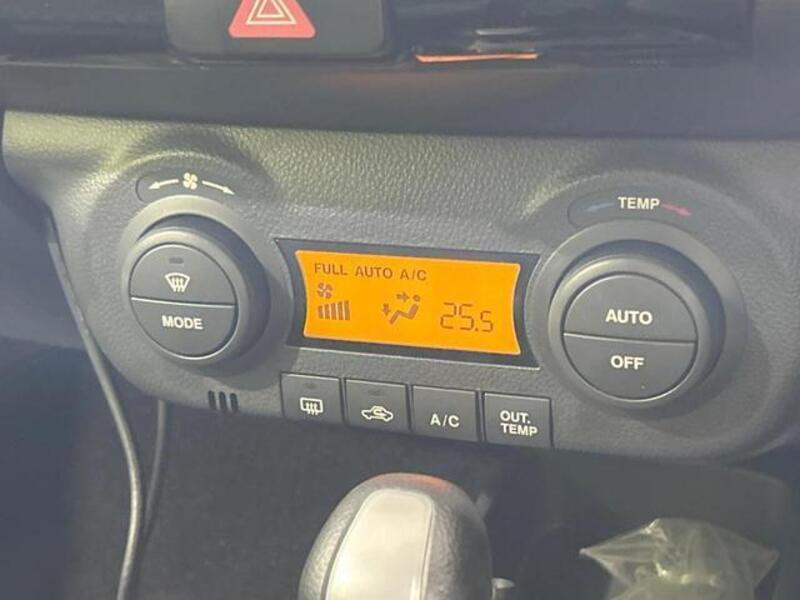 TEMP
FULL AUTO A/C
25.5
MODE
AUTO
OFF
A/C
OUT.
TEMP